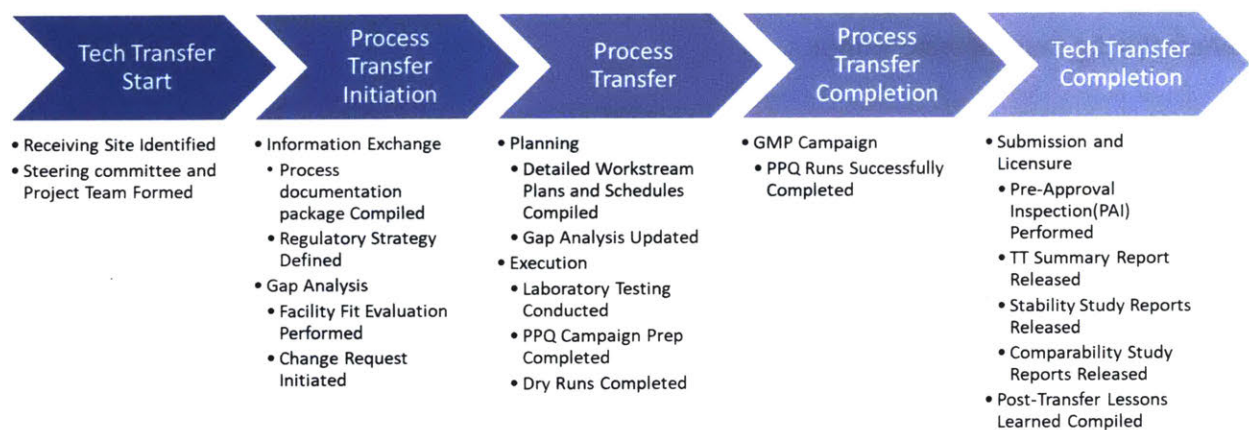 Tech Transfer
Start
Process
Transfer
Initiation
Process
Transfer
Process
Transfer
Completion
Tech Transfer
Completion
• Receiving Site Identified
• Steering committee and
Project Team Formed
• Information Exchange
• Process
documentation
package Compiled
• Regulatory Strategy
Defined
• Gap Analysis
• Facility Fit Evaluation
Performed
• Change Request
Initiated
• Planning
• Detailed Workstream
Plans and Schedules
Compiled
• Gap Analysis Updated
• Execution
• Laboratory Testing
Conducted
• PPQ Campaign Prep
Completed
• Dry Runs Completed
• GMP Campaign
• PPQ Runs Successfully
Completed
• Submission and
Licensure
• Pre-Approval
Inspection(PAI)
Performed
• TT Summary Report
Released
• Stability Study Reports
Released
• Comparability Study
Reports Released
• Post-Transfer Lessons
Learned Compiled